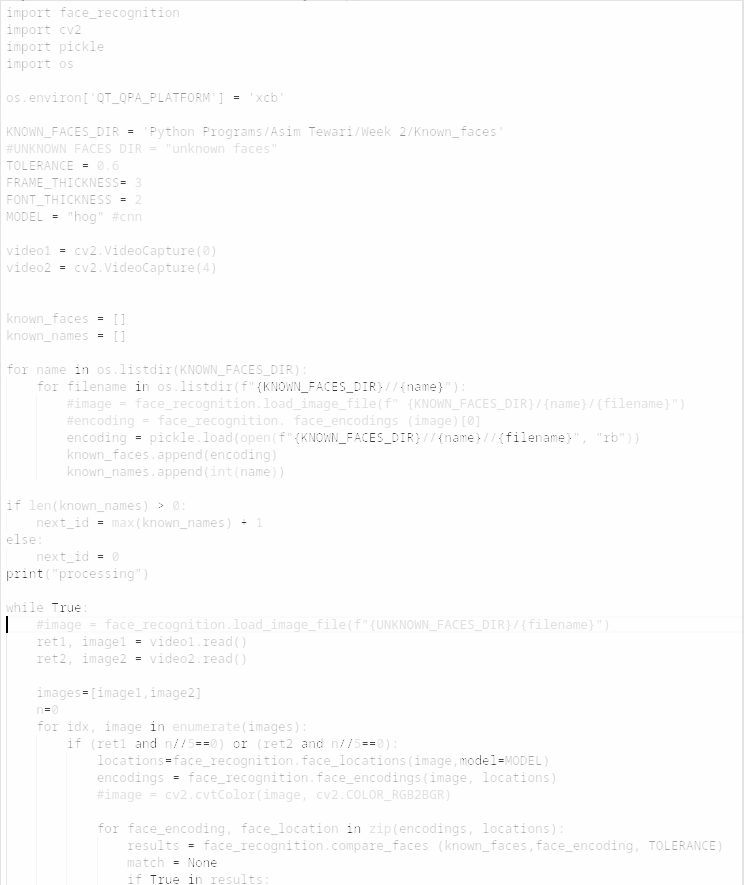 import face_recognition
import cv2
import pickle
import os
os.environ['QT_QPA_PLATFORM'] = 'xcb'
KNOWN_FACES_DIR = 'Python Programs/Asim Tewari/Week 2/Known_faces'
#UNKNOWN FACES DIR = "unknown faces"
TOLERANCE = 0.6
FRAME_THICKNESS= 3
FONT_THICKNESS = 2
MODEL = "hog" #cnn
video1 = cv2.VideoCapture(0)
video2 = cv2.VideoCapture(4)
known_faces = []
known_names = []
for name in os.listdir(KNOWN_FACES_DIR):
    for filename in os.listdir(f"{KNOWN_FACES_DIR}//{name}"):
        #image = face_recognition.load_image_file(f" {KNOWN_FACES_DIR}/{name}/{filename}")
        #encoding = face_recognition. face_encodings (image)[0]
        encoding = pickle.load(open(f"{KNOWN_FACES_DIR}//{name}//{filename}", "rb"))
        known_faces.append(encoding)
        known_names.append(int(name))
if len(known_names) > 0:
    next_id = max(known_names) + 1
else:
    next_id = 0
print("processing")
while True:
    #image = face_recognition.load_image_file(f"{UNKNOWN_FACES_DIR}/{filename}")
    ret1, image1 = video1.read()
    ret2, image2 = video2.read()
    images=[image1,image2]
    n=0
    for idx, image in enumerate(images):
        if (ret1 and n//5==0) or (ret2 and n//5==0):
            locations=face_recognition.face_locations(image,model=MODEL)
            encodings = face_recognition.face_encodings(image, locations)
            #image = cv2.cvtColor(image, cv2.COLOR_RGB2BGR)
            for face_encoding, face_location in zip(encodings, locations):
                results = face_recognition.compare_faces (known_faces,face_encoding, TOLERANCE)
                match = None
                if True in results: